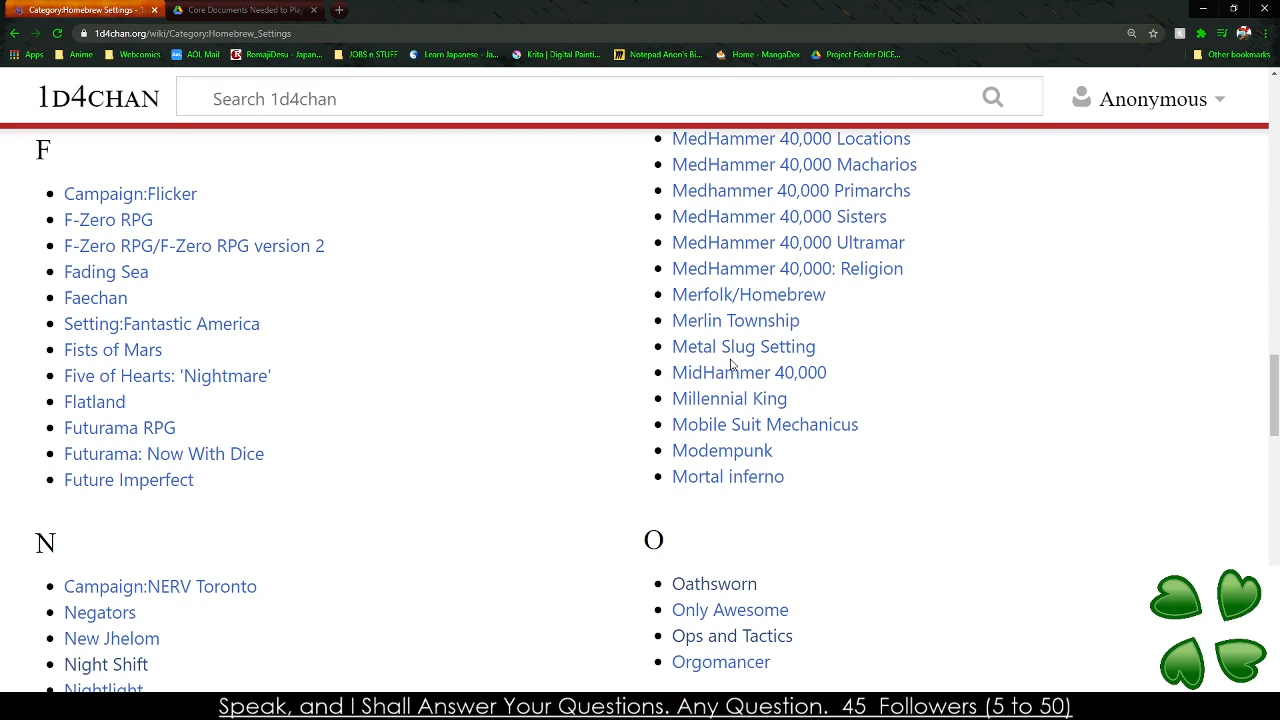 Category:Homebrew Settings - 1
Core Documents Needed to Play
1d4chan.org/wiki/Category:Homebrew_Settings
Apps
Anime
Webcomics
AOL Mail
RomajiDesu - Japan...
JOBS n STUFF
Learn Japanese - Ja...
Krita | Digital Painti...
Notepad Anon's Bi...
Home - MangaDex
Project Folder DICE...
Other bookmarks
1D4CHAN
Search 1d4chan
Anonymous
F
Campaign:Flicker
F-Zero RPG
F-Zero RPG/F-Zero RPG version 2
Fading Sea
Faechan
Setting:Fantastic America
Fists of Mars
Five of Hearts: 'Nightmare'
Flatland
Futurama RPG
Futurama: Now With Dice
Future Imperfect
MedHammer 40,000 Locations
MedHammer 40,000 Macharios
Medhammer 40,000 Primarchs
MedHammer 40,000 Sisters
MedHammer 40,000 Ultramar
MedHammer 40,000: Religion
Merfolk/Homebrew
Merlin Township
Metal Slug Setting
MidHammer 40,000
Millennial King
Mobile Suit Mechanicus
Modempunk
Mortal inferno
N
Campaign:NERV Toronto
Negators
New Jhelom
Night Shift
Nightlight
O
Oathsworn
Only Awesome
Ops and Tactics
Orgomancer
Speak, and I Shall Answer Your Questions. Any Question. 45 Followers (5 to 50)